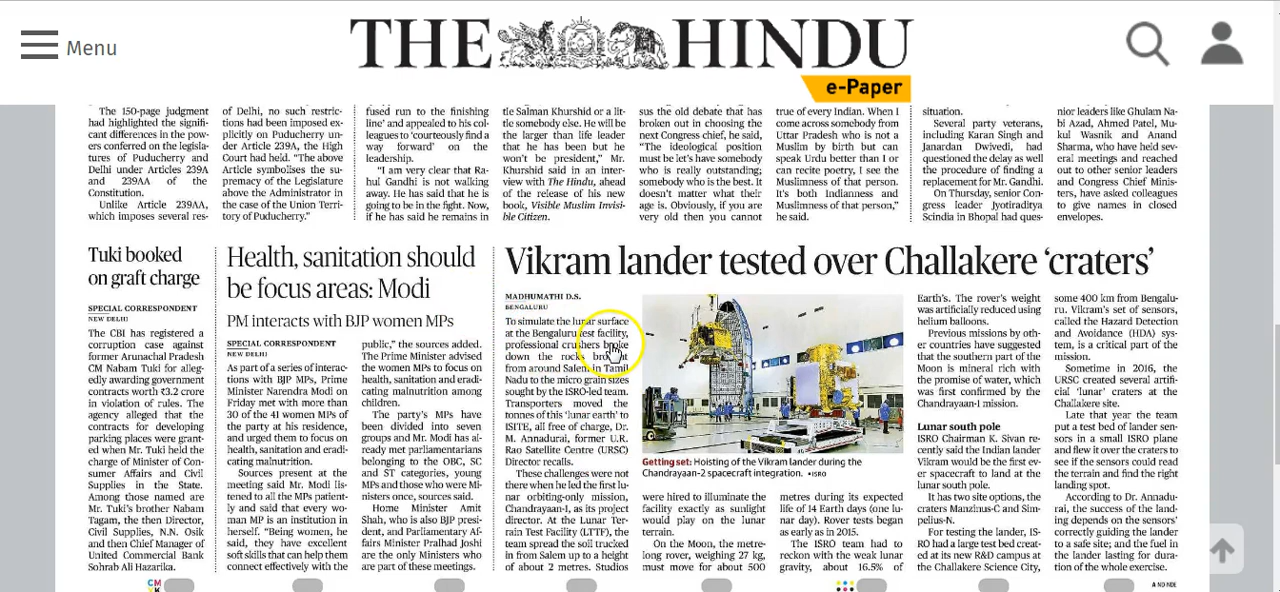 Menu
THE HINDU
e-Paper
The 150-page judgment
had highlighted the signifi-
cant differences in the pow-
ers conferred on the legisla-
tures of Puducherry and
Delhi under Articles 239A
and 239AA of the
Constitution.
Unlike Article 239AA,
which imposes several res-
of Delhi, no such restric-
tions had been imposed ex-
plicitly on Puducherry un-
der Article 239A, the High
Court had held. “The above
Article symbolises the su-
premacy of the Legislature
above the Administrator in
the case of the Union Terri-
tory of Puducherry.”
fused run to the finishing
line’ and appealed to his col-
leagues to ‘courteously find a
way forward’ on the
leadership.
“I am very clear that Ra-
hul Gandhi is not walking
away. He has said that he is
going to be in the fight. Now,
if he has said he remains in
tle Salman Khurshid or a lit-
tle somebody else. He will be
the larger than life leader
that he has been but he
won’t be president,” Mr.
Khurshid said in an inter-
view with The Hindu, ahead
of the release of his new
book, Visible Muslim Invisi-
ble Citizen.
sus the old debate that has
broken out in choosing the
next Congress chief, he said,
“The ideological position
must be let’s have somebody
who is really outstanding;
somebody who is the best. It
doesn’t matter what their
age is. Obviously, if you are
very old then you cannot
true of every Indian. When I
come across somebody from
Uttar Pradesh who is not a
Muslim by birth but can
speak Urdu better than I or
can recite poetry, I see the
Muslimness of that person.
It’s both Indianness and
Muslimness of that person,”
he said.
situation.
Several party veterans,
including Karan Singh and
Janardan Dwivedi, had
questioned the delay as well
the procedure of finding a
replacement for Mr. Gandhi.
On Thursday, senior Con-
gress leader Jyotiraditya
Scindia in Bhopal had ques-
nior leaders like Ghulam Na-
bi Azad, Ahmed Patel, Mu-
kul Wasnik and Anand
Sharma, who have held sev-
eral meetings and reached
out to other senior leaders
and Congress Chief Minis-
ters, have asked colleagues
to give names in closed
envelopes.
Tuki booked
on graft charge
SPECIAL CORRESPONDENT
NEW DELHI
The CBI has registered a
corruption case against
former Arunachal Pradesh
CM Nabam Tuki for alle-
gedly awarding government
contracts worth ₹3.2 crore
in violation of rules. The
agency alleged that the
contracts for developing
parking places were grant-
ed when Mr. Tuki held the
charge of Minister of Con-
sumer Affairs and Civil
Supplies in the State.
Among those named are
Mr. Tuki’s brother Nabam
Tagam, the then Director,
Civil Supplies, N.N. Osik
and then Chief Manager of
United Commercial Bank
Sohrab Ali Hazarika.
Health, sanitation should
be focus areas: Modi
PM interacts with BJP women MPs
SPECIAL CORRESPONDENT
NEW DELHI
As part of a series of interac-
tions with BJP MPs, Prime
Minister Narendra Modi on
Friday met with more than
30 of the 41 women MPs of
the party at his residence,
and urged them to focus on
health, sanitation and eradi-
cating malnutrition.
Sources present at the
meeting said Mr. Modi lis-
tened to all the MPs patient-
ly and said that every wo-
man MP is an institution in
herself. “Being women, he
said, they have excellent
soft skills that can help them
connect effectively with the
public,” the sources added.
The Prime Minister advised
the women MPs to focus on
health, sanitation and eradi-
cating malnutrition among
children.
The party’s MPs have
been divided into seven
groups and Mr. Modi has al-
ready met parliamentarians
belonging to the OBC, SC
and ST categories, young
MPs and those who were Mi-
nisters once, sources said.
Home Minister Amit
Shah, who is also BJP presi-
dent, and Parliamentary Af-
fairs Minister Pralhad Joshi
are the only Ministers who
are part of these meetings.
Vikram lander tested over Challakere ‘craters’
MADHUMATHI D.S.
BENGALURU
To simulate the lunar surface
at the Bengaluru test facility,
professional crushers broke
down the rocks brought
from around Salem in Tamil
Nadu to the micro grain sizes
sought by the ISRO-led team.
Transporters moved the
tonnes of this ‘lunar earth’ to
ISITE, all free of charge, Dr.
M. Annadurai, former U.R.
Rao Satellite Centre (URSC)
Director recalls.
These challenges were not
there when he led the first lu-
nar orbiting-only mission,
Chandrayaan-1, as its project
director. At the Lunar Ter-
rain Test Facility (LTTF), the
team spread the soil trucked
in from Salem up to a height
of about 2 metres. Studios
Getting set: Hoisting of the Vikram lander during the
Chandrayaan-2 spacecraft integration. •ISRO
were hired to illuminate the
facility exactly as sunlight
would play on the lunar
terrain.
On the Moon, the metre-
long rover, weighing 27 kg,
must move for about 500
metres during its expected
life of 14 Earth days (one lu-
nar day). Rover tests began
as early as in 2015.
The ISRO team had to
reckon with the weak lunar
gravity, about 16.5% of
Earth’s. The rover’s weight
was artificially reduced using
helium balloons.
Previous missions by oth-
er countries have suggested
that the southern part of the
Moon is mineral rich with
the promise of water, which
was first confirmed by the
Chandrayaan-1 mission.
Lunar south pole
ISRO Chairman K. Sivan re-
cently said the Indian lander
Vikram would be the first ev-
er spacecraft to land at the
lunar south pole.
It has two site options, the
craters Manzinus-C and Sim-
pelius-N.
For testing the lander, IS-
RO had a large test bed creat-
ed at its new R&D campus at
the Challakere Science City,
some 400 km from Bengalu-
ru. Vikram’s set of sensors,
called the Hazard Detection
and Avoidance (HDA) sys-
tem, is a critical part of the
mission.
Sometime in 2016, the
URSC created several artifi-
cial ‘lunar’ craters at the
Challakere site.
Late that year the team
put a test bed of lander sen-
sors in a small ISRO plane
and flew it over the craters to
see if the sensors could read
the terrain and find the right
landing spot.
According to Dr. Annadu-
rai, the success of the land-
ing depends on the sensors’
correctly guiding the lander
to a safe site; and the fuel in
the lander lasting for dura-
tion of the whole exercise.
CM
A ND NDE